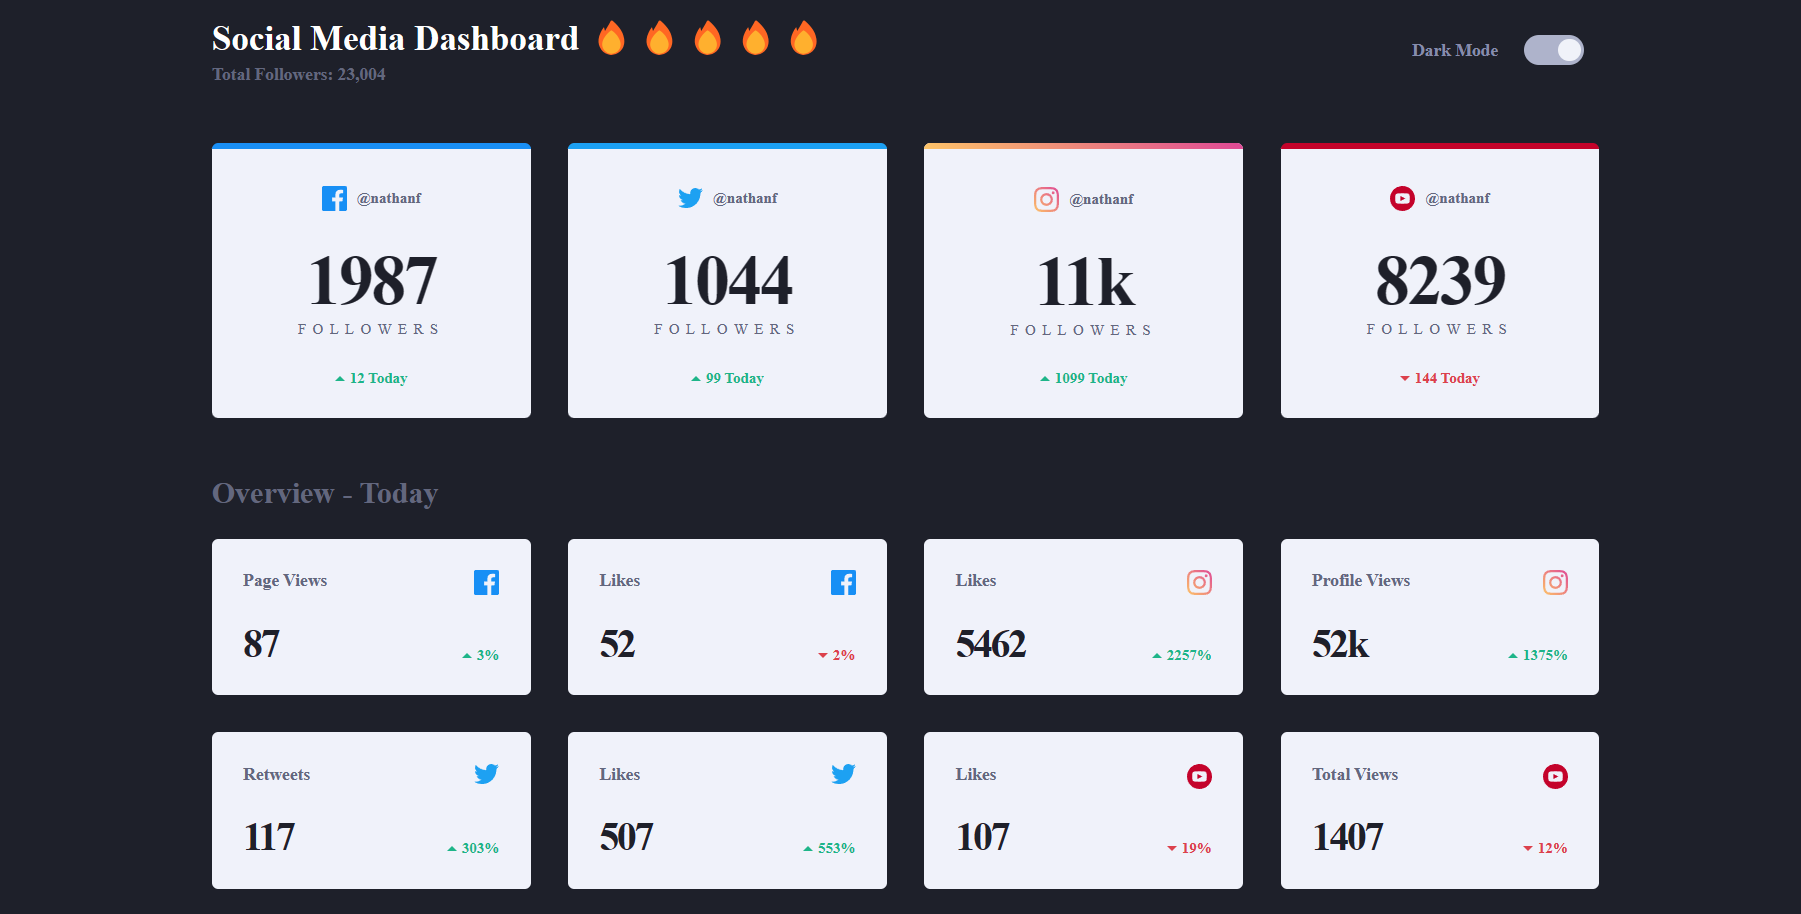 Social Media Dashboard 🔥 🔥 🔥 🔥 🔥
Total Followers: 23,004
Dark Mode
@nathanf
1987
FOLLOWERS
12 Today
@nathanf
1044
FOLLOWERS
99 Today
@nathanf
11k
FOLLOWERS
1099 Today
@nathanf
8239
FOLLOWERS
144 Today
Overview - Today
Page Views
87
3%
Likes
52
2%
Likes
5462
2257%
Profile Views
52k
1375%
Retweets
117
303%
Likes
507
553%
Likes
107
19%
Total Views
1407
12%